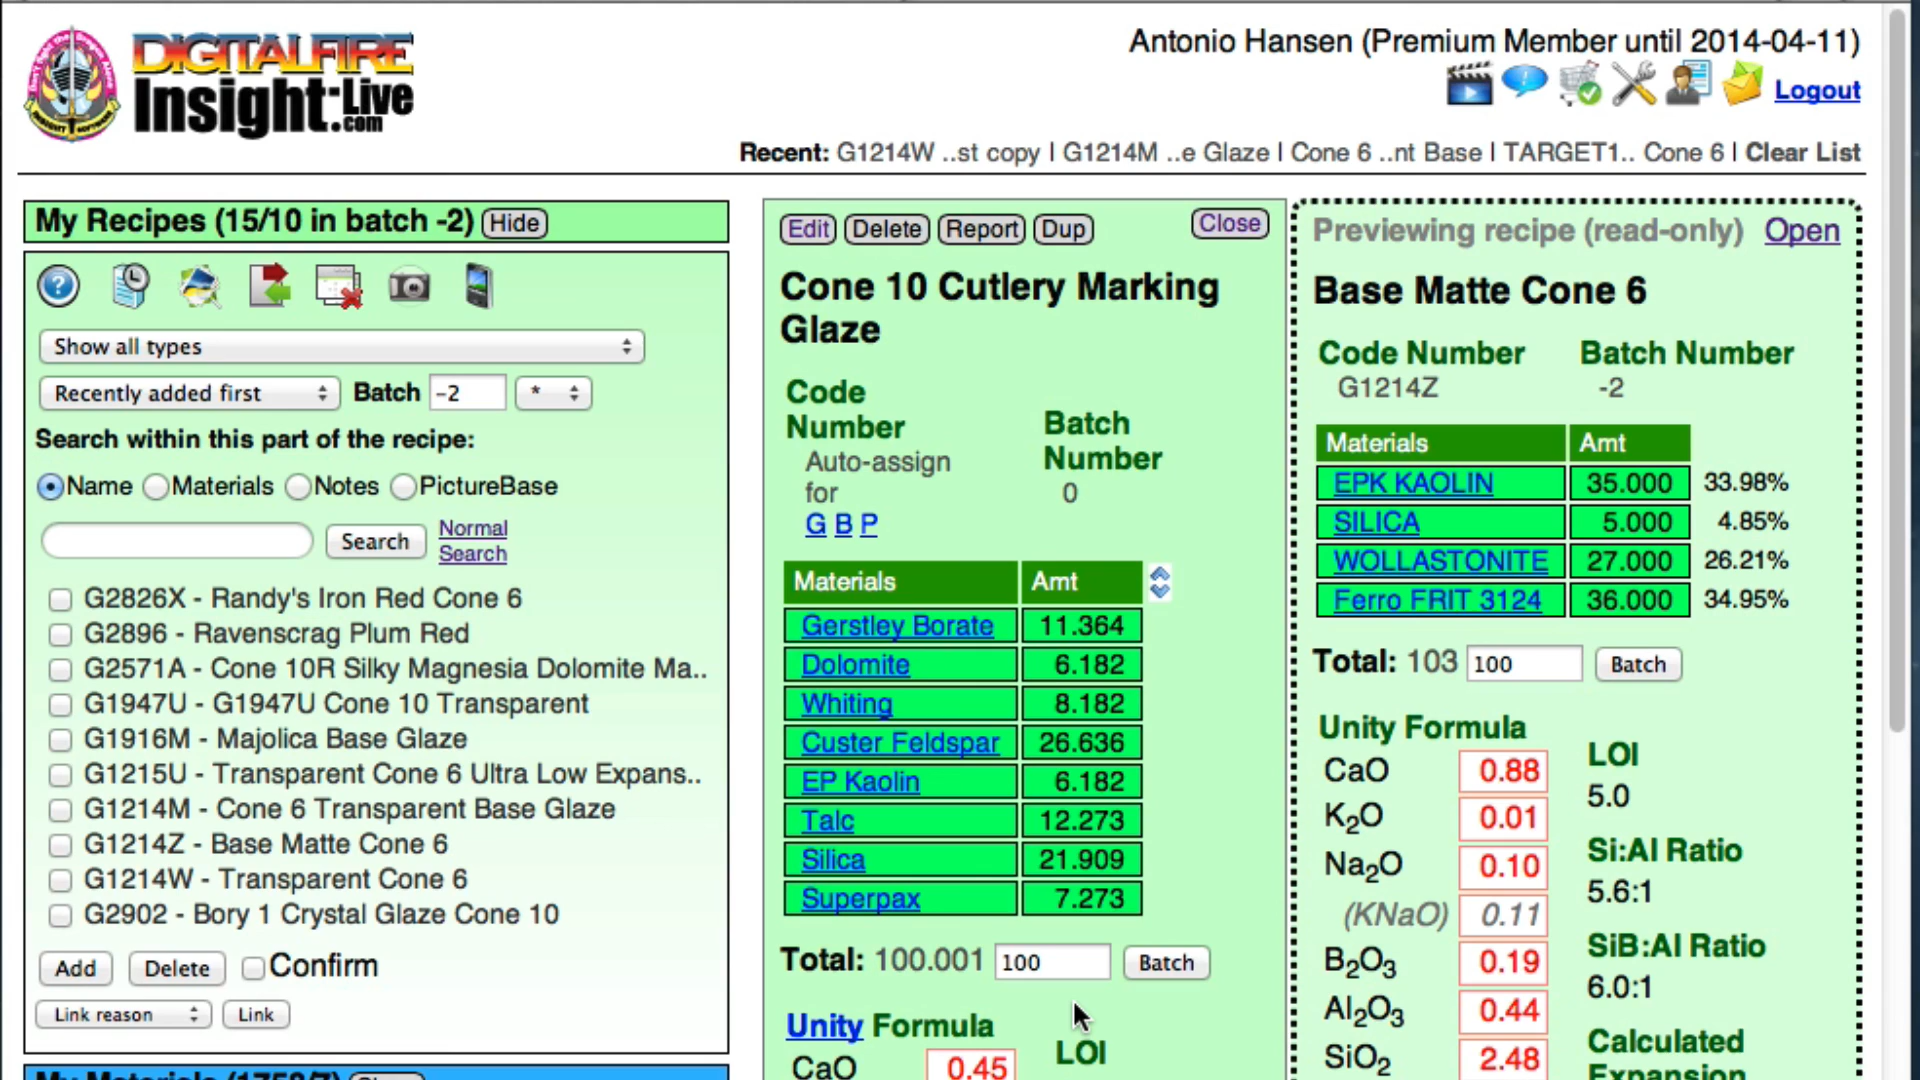 DIGITALFIRE
Insight-Live
.com
Antonio Hansen (Premium Member until 2014-04-11)
Logout
Recent: G1214W ..st copy | G1214M ..e Glaze | Cone 6 ..nt Base | TARGET1.. Cone 6 | Clear List
My Recipes (15/10 in batch -2) Hide
Show all types
Recently added first Batch -2 *
Search within this part of the recipe:
Name Materials Notes PictureBase
Search Normal Search
G2826X - Randy's Iron Red Cone 6
G2896 - Ravenscrag Plum Red
G2571A - Cone 10R Silky Magnesia Dolomite Ma..
G1947U - G1947U Cone 10 Transparent
G1916M - Majolica Base Glaze
G1215U - Transparent Cone 6 Ultra Low Expans..
G1214M - Cone 6 Transparent Base Glaze
G1214Z - Base Matte Cone 6
G1214W - Transparent Cone 6
G2902 - Bory 1 Crystal Glaze Cone 10
Add Delete Confirm
Link reason Link
Edit Delete Report Dup Close
Cone 10 Cutlery Marking
Glaze
Code
Number
Auto-assign
for
G B P
Batch
Number
0
Materials Amt
Gerstley Borate 11.364
Dolomite 6.182
Whiting 8.182
Custer Feldspar 26.636
EP Kaolin 6.182
Talc 12.273
Silica 21.909
Superpax 7.273
Total: 100.001 100 Batch
Unity Formula
LOI
CaO 0.45
Previewing recipe (read-only) Open
Base Matte Cone 6
Code Number Batch Number
G1214Z -2
Materials Amt
EPK KAOLIN 35.000 33.98%
SILICA 5.000 4.85%
WOLLASTONITE 27.000 26.21%
Ferro FRIT 3124 36.000 34.95%
Total: 103 100 Batch
Unity Formula
CaO 0.88
K2O 0.01
Na2O 0.10
(KNaO) 0.11
B2O3 0.19
Al2O3 0.44
SiO2 2.48
LOI
5.0
Si:Al Ratio
5.6:1
SiB:Al Ratio
6.0:1
Calculated
Expansion